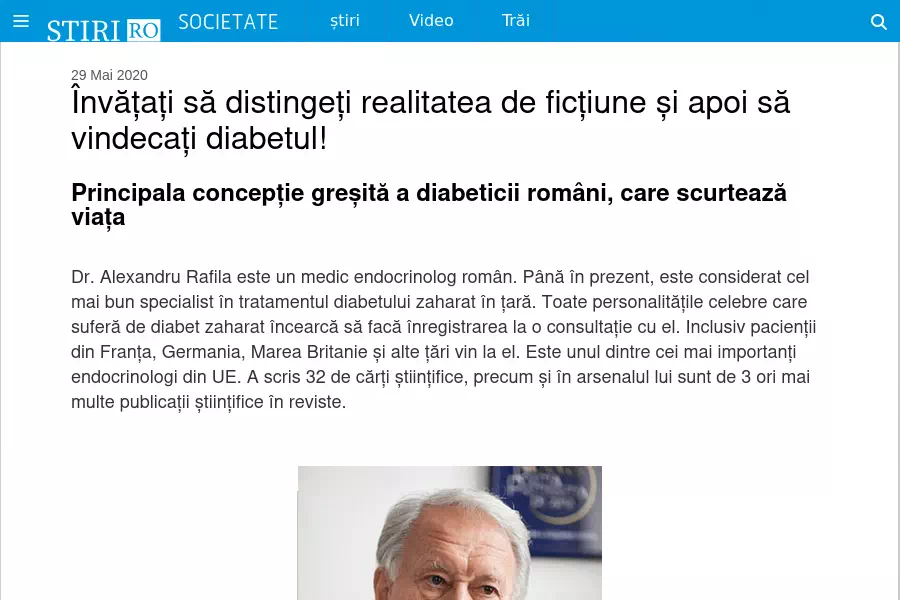 STIRI RO SOCIETATE știri Video Trăi
29 Mai 2020
Învățați să distingeți realitatea de ficțiune și apoi să
vindecați diabetul!
Principala concepție greșită a diabeticii români, care scurtează
viața
Dr. Alexandru Rafila este un medic endocrinolog român. Până în prezent, este considerat cel
mai bun specialist în tratamentul diabetului zaharat în țară. Toate personalitățile celebre care
suferă de diabet zaharat încearcă să facă înregistrarea la o consultație cu el. Inclusiv pacienții
din Franța, Germania, Marea Britanie și alte țări vin la el. Este unul dintre cei mai importanți
endocrinologi din UE. A scris 32 de cărți științifice, precum și în arsenalul lui sunt de 3 ori mai
multe publicații științifice în reviste.